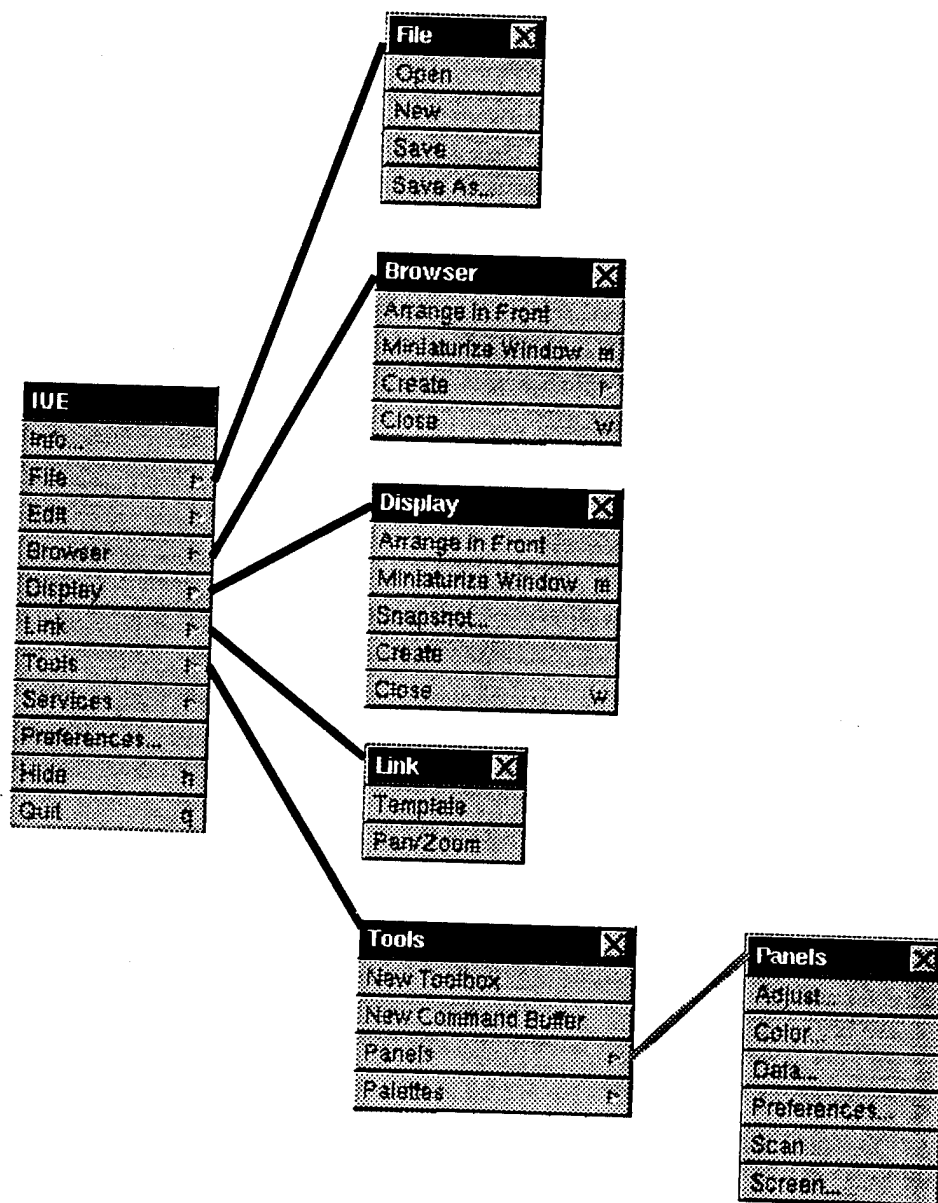 File
Open
New
Save
Save As...
Browser
Arrange in Front
Miniaturize Window m
Create
Close w
IUE
Info...
File
Edit
Browser
Display
Link
Tools
Services
Preferences...
Hide h
Quit q
Display
Arrange in Front
Miniaturize Window m
Snapshot...
Create
Close w
Link
Template
Pan/Zoom
Tools
New Toolbox
New Command Buffer
Panels
Palettes
Panels
Adjust...
Color...
Data...
Preferences...
Scan
Screen...